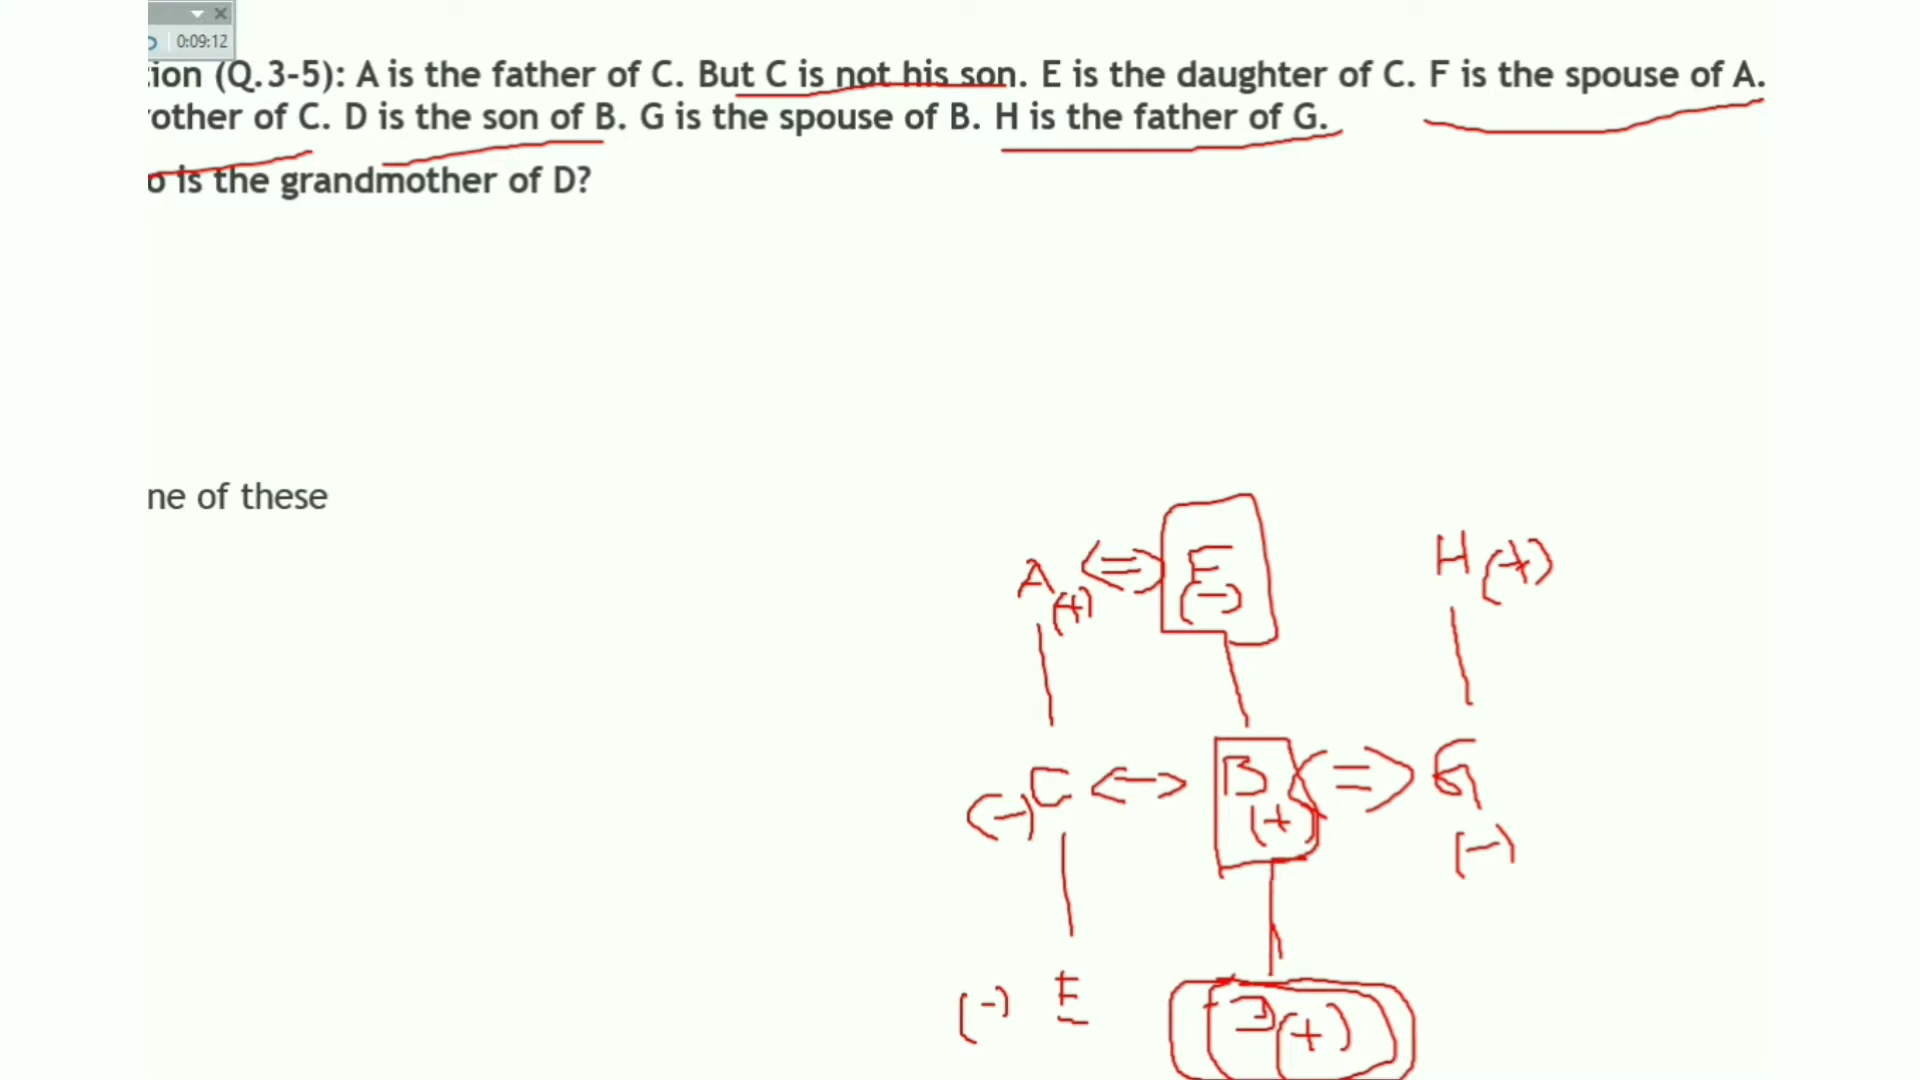 0:09:12
ion (Q.3-5): A is the father of C. But C is not his son. E is the daughter of C. F is the spouse of A.
other of C. D is the son of B. G is the spouse of B. H is the father of G.
o is the grandmother of D?
ne of these
A (+) F (-) H (+)
(-) C B (+) G (-)
(-) E D (+)